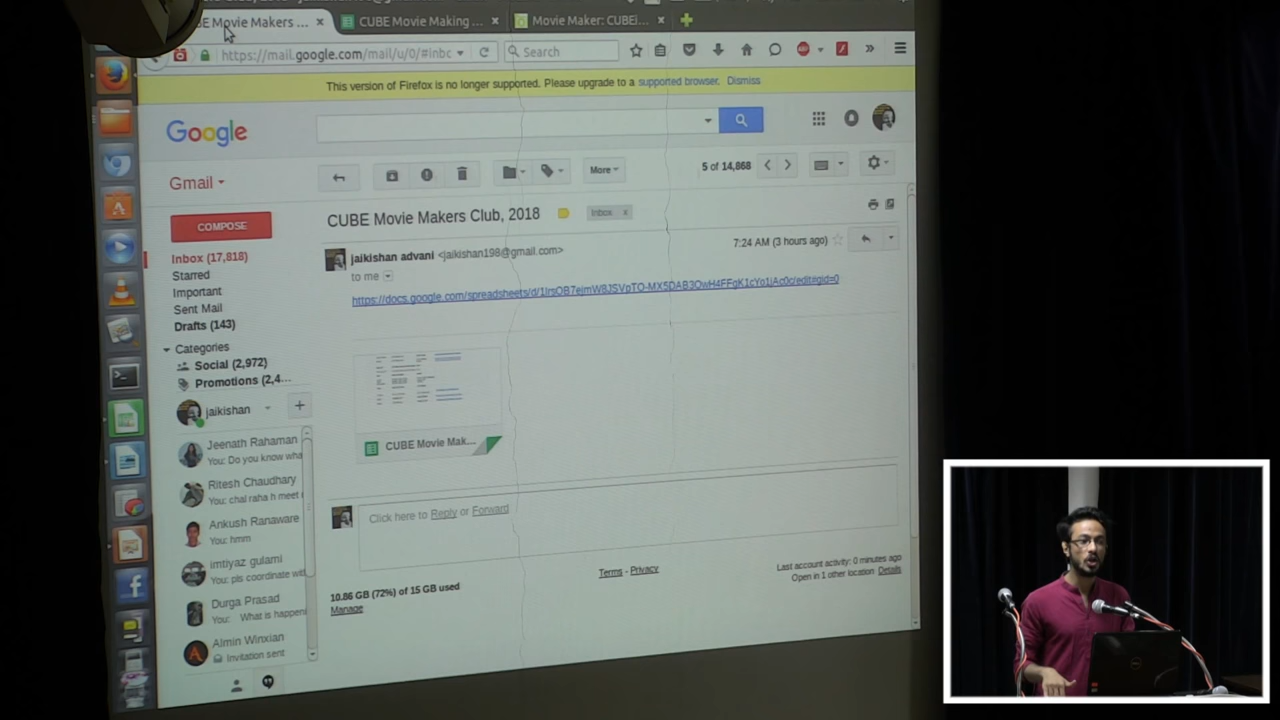 E Movie Makers ... × CUBE Movie Making ... × Movie Maker: CUBEi... ×
https://mail.google.com/mail/u/0/#inbc Search
This version of Firefox is no longer supported. Please upgrade to a supported browser. Dismiss
Google
Gmail More 5 of 14,868
COMPOSE
CUBE Movie Makers Club, 2018 Inbox x
jaikishan advani <jaikishan198@gmail.com> 7:24 AM (3 hours ago)
to me
Inbox (17,818)
Starred
Important
Sent Mail
Drafts (143)
Categories
Social (2,972)
Promotions (2,4...
jaikishan +
Jeenath Rahaman
You: Do you know wha
Ritesh Chaudhary
You: chal raha h meet
Ankush Ranaware
You: hmm
imtiyaz gulami
You: pls coordinate wit
Durga Prasad
You: What is happen
Almin Winxian
Invitation sent
CUBE Movie Mak...
Click here to Reply or Forward
10.86 GB (72%) of 15 GB used
Manage
Terms - Privacy
Last account activity: 0 minutes ago
Open in 1 other location Details